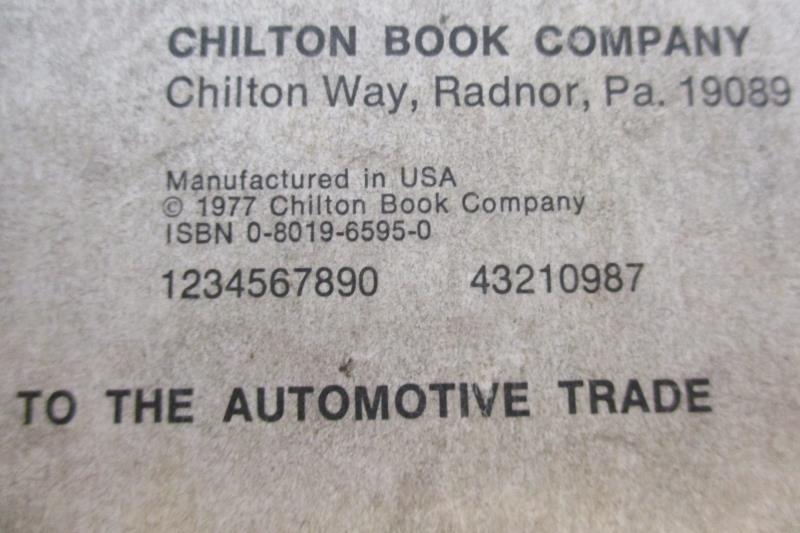 CHILTON BOOK COMPANY
Chilton Way, Radnor, Pa. 19089
Manufactured in USA
© 1977 Chilton Book Company
ISBN 0-8019-6595-0
1234567890 43210987
TO THE AUTOMOTIVE TRADE